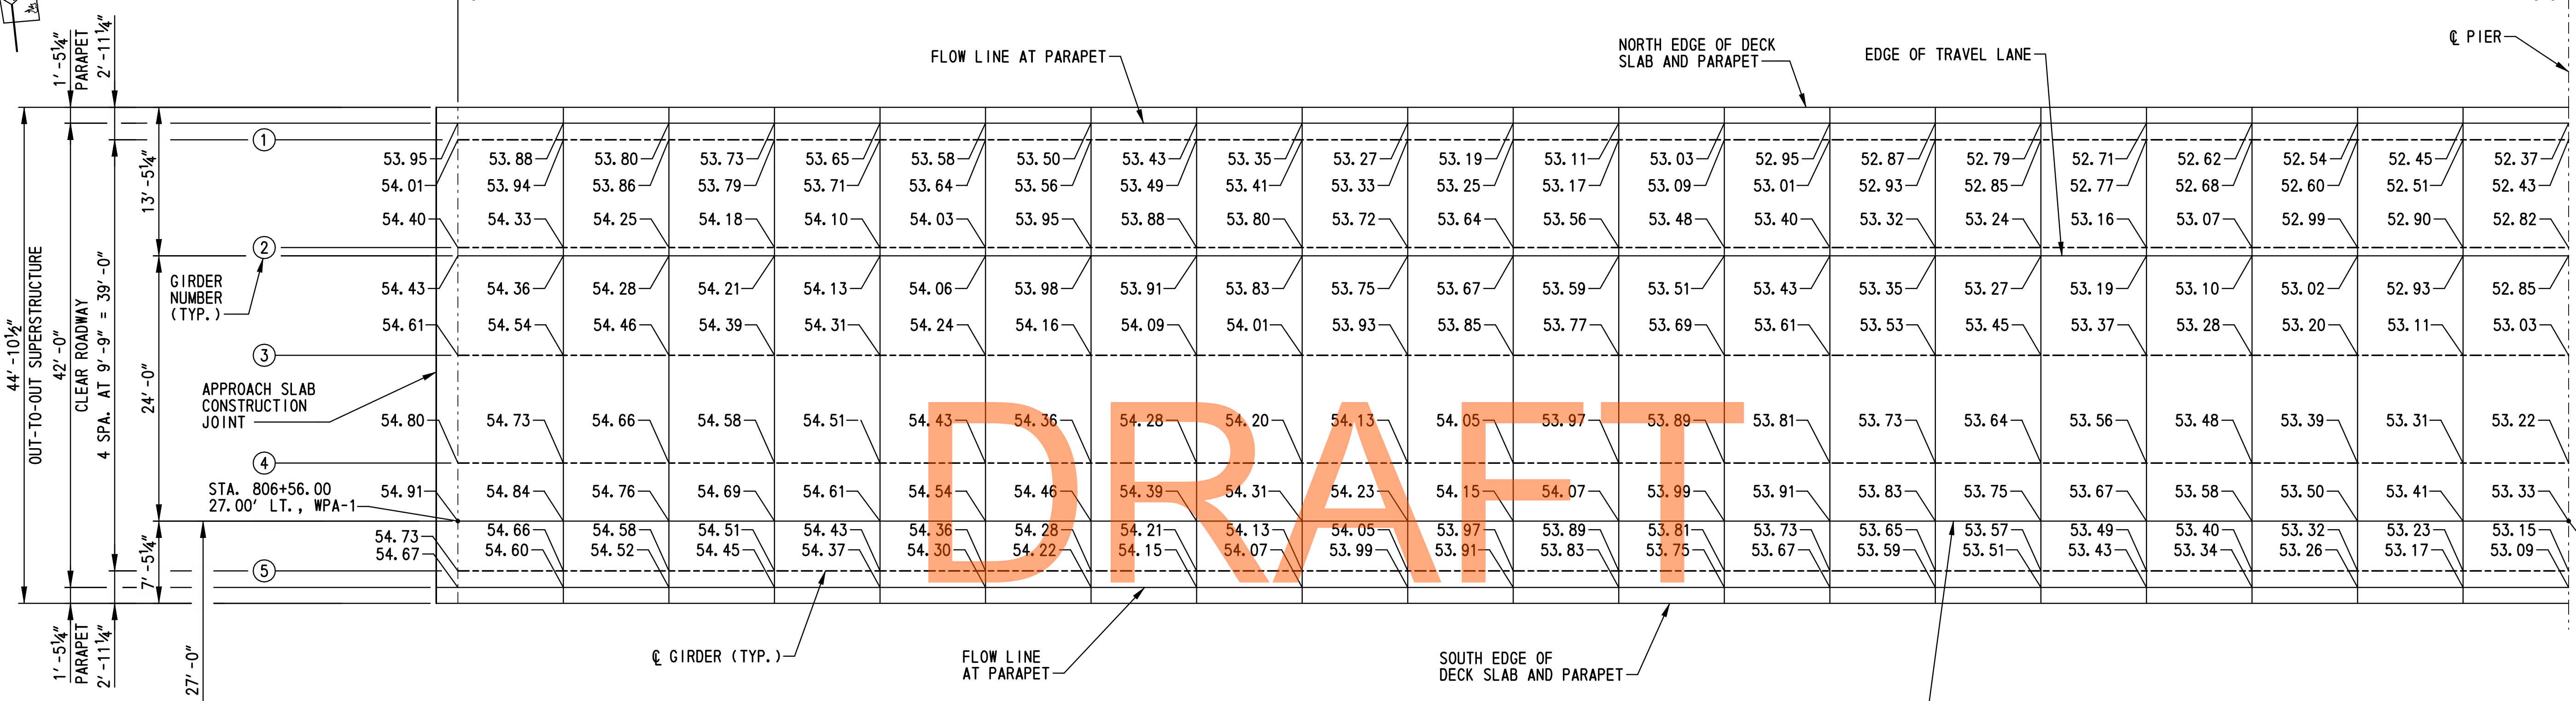 FLOW LINE AT PARAPET
NORTH EDGE OF DECK
SLAB AND PARAPET
EDGE OF TRAVEL LANE
℄ PIER
1'-5¼"
PARAPET
2'-11¼"
44'-10½"
OUT-TO-OUT SUPERSTRUCTURE
42'-0"
CLEAR ROADWAY
4 SPA. AT 9'-9" = 39'-0"
13'-5¼"
24'-0"
7'-5¼"
27'-0"
1'-5¼"
PARAPET
2'-11¼"
1
53.95 53.88 53.80 53.73 53.65 53.58 53.50 53.43 53.35 53.27 53.19 53.11 53.03 52.95 52.87 52.79 52.71 52.62 52.54 52.45 52.37
54.01 53.94 53.86 53.79 53.71 53.64 53.56 53.49 53.41 53.33 53.25 53.17 53.09 53.01 52.93 52.85 52.77 52.68 52.60 52.51 52.43
54.40 54.33 54.25 54.18 54.10 54.03 53.95 53.88 53.80 53.72 53.64 53.56 53.48 53.40 53.32 53.24 53.16 53.07 52.99 52.90 52.82
2
GIRDER
NUMBER
(TYP.)
54.43 54.36 54.28 54.21 54.13 54.06 53.98 53.91 53.83 53.75 53.67 53.59 53.51 53.43 53.35 53.27 53.19 53.10 53.02 52.93 52.85
54.61 54.54 54.46 54.39 54.31 54.24 54.16 54.09 54.01 53.93 53.85 53.77 53.69 53.61 53.53 53.45 53.37 53.28 53.20 53.11 53.03
3
APPROACH SLAB
CONSTRUCTION
JOINT
54.80 54.73 54.66 54.58 54.51 54.43 54.36 54.28 54.20 54.13 54.05 53.97 53.89 53.81 53.73 53.64 53.56 53.48 53.39 53.31 53.22
4
STA. 806+56.00
27.00' LT., WPA-1
54.91 54.84 54.76 54.69 54.61 54.54 54.46 54.39 54.31 54.23 54.15 54.07 53.99 53.91 53.83 53.75 53.67 53.58 53.50 53.41 53.33
54.73 54.66 54.58 54.51 54.43 54.36 54.28 54.21 54.13 54.05 53.97 53.89 53.81 53.73 53.65 53.57 53.49 53.40 53.32 53.23 53.15
54.67 54.60 54.52 54.45 54.37 54.30 54.22 54.15 54.07 53.99 53.91 53.83 53.75 53.67 53.59 53.51 53.43 53.34 53.26 53.17 53.09
5
DRAFT
℄ GIRDER (TYP.)
FLOW LINE
AT PARAPET
SOUTH EDGE OF
DECK SLAB AND PARAPET